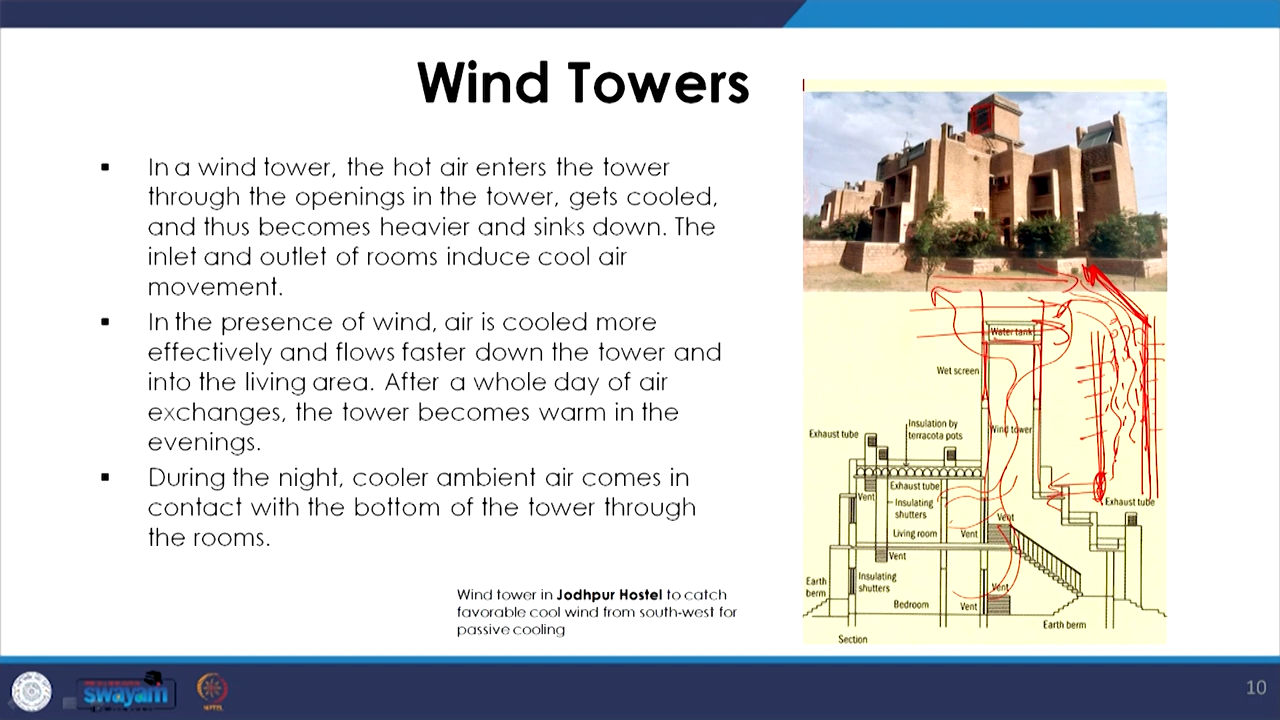 Wind Towers
▪ In a wind tower, the hot air enters the tower
through the openings in the tower, gets cooled,
and thus becomes heavier and sinks down. The
inlet and outlet of rooms induce cool air
movement.
▪ In the presence of wind, air is cooled more
effectively and flows faster down the tower and
into the living area. After a whole day of air
exchanges, the tower becomes warm in the
evenings.
▪ During the night, cooler ambient air comes in
contact with the bottom of the tower through
the rooms.
Wind tower in Jodhpur Hostel to catch
favorable cool wind from south-west for
passive cooling
Water tank
Wet screen
Insulation by
terracota pots
Wind tower
Exhaust tube
Exhaust tube
Vent
Insulating
shutters
Exhaust tube
Vent
Living room
Vent
Vent
Earth
berm
Insulating
shutters
Vent
Bedroom
Vent
Earth berm
Section
swayam
10